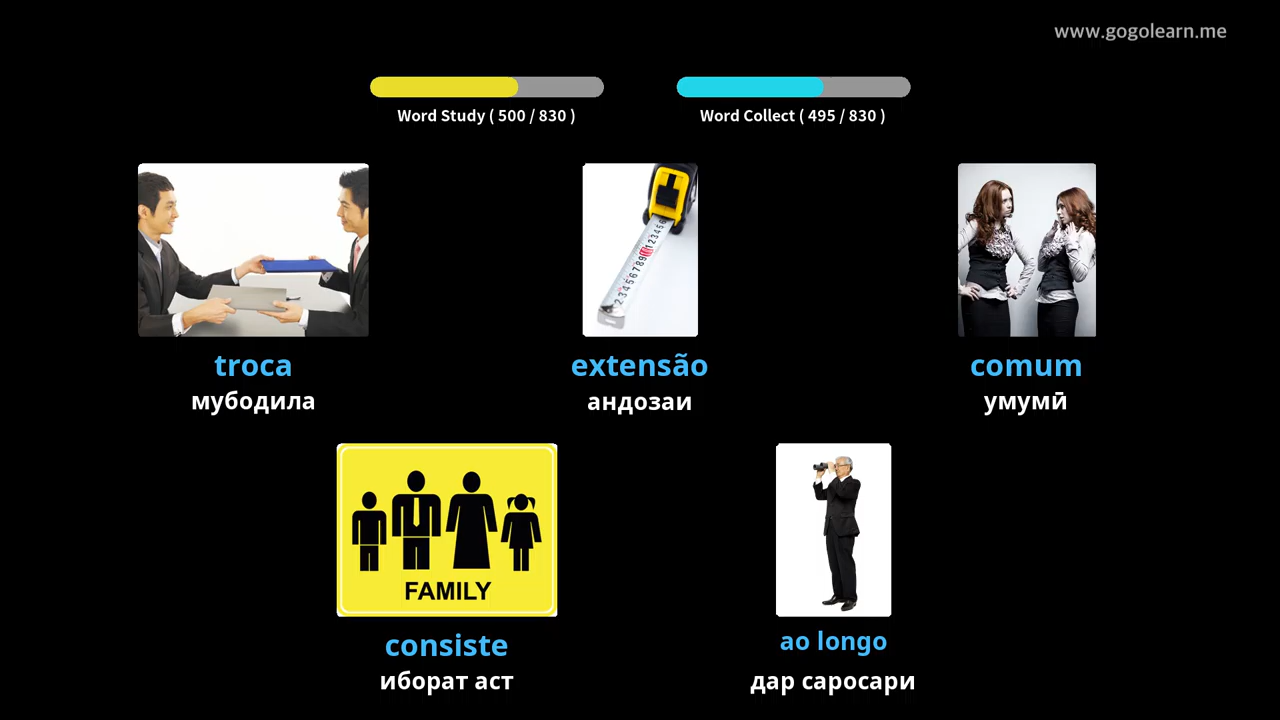 www.gogolearn.me
Word Study ( 500 / 830 )
Word Collect ( 495 / 830 )
troca
мубодила
extensão
андозаи
comum
умумӣ
FAMILY
consiste
иборат аст
ao longo
дар саросари